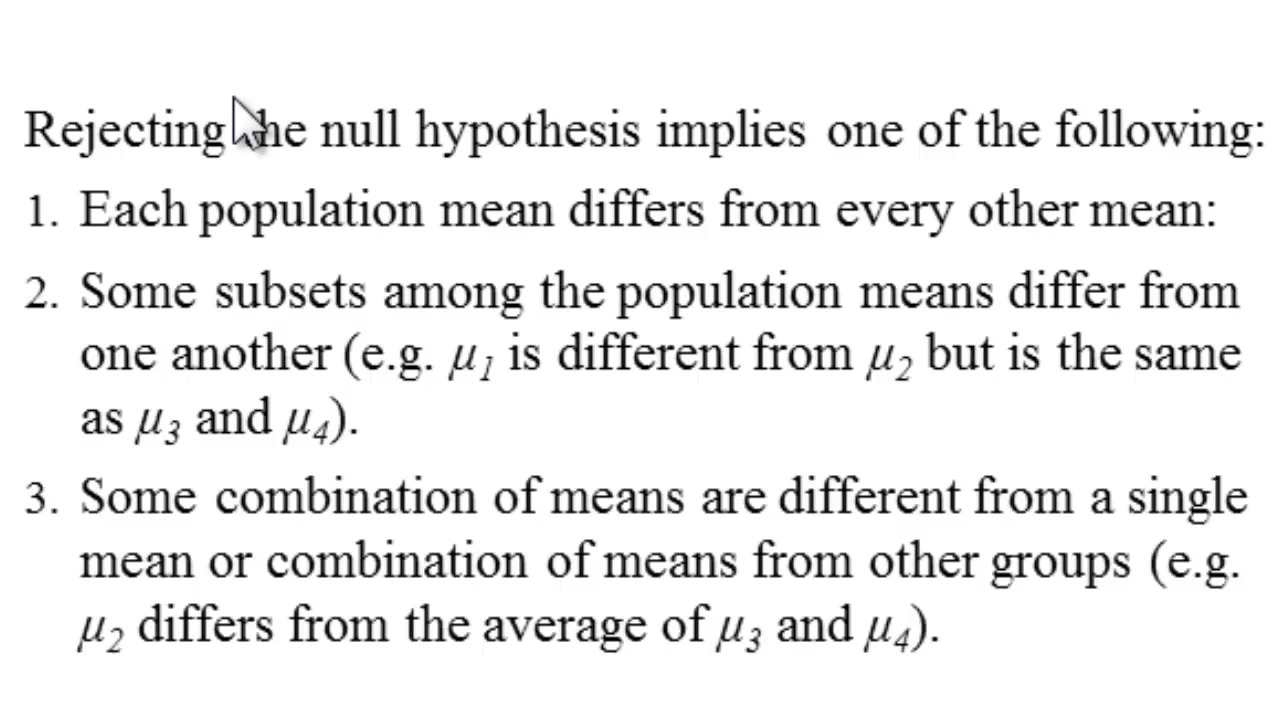 Rejecting the null hypothesis implies one of the following:
1. Each population mean differs from every other mean:
2. Some subsets among the population means differ from
one another (e.g. μ1 is different from μ2 but is the same
as μ3 and μ4).
3. Some combination of means are different from a single
mean or combination of means from other groups (e.g.
μ2 differs from the average of μ3 and μ4).